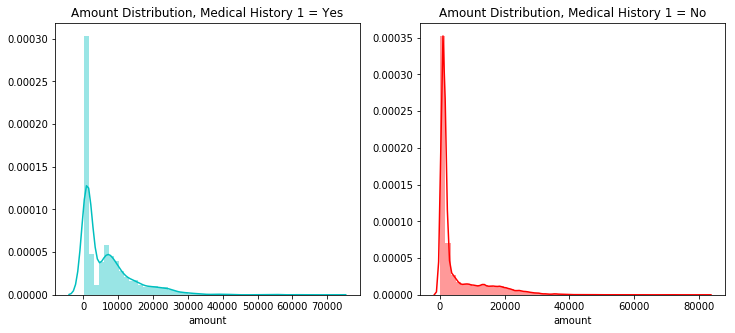 Amount Distribution, Medical History 1 = Yes
0.00030
0.00025
0.00020
0.00015
0.00010
0.00005
0.00000
0 10000 20000 30000 40000 50000 60000 70000
amount
Amount Distribution, Medical History 1 = No
0.00035
0.00030
0.00025
0.00020
0.00015
0.00010
0.00005
0.00000
0 20000 40000 60000 80000
amount